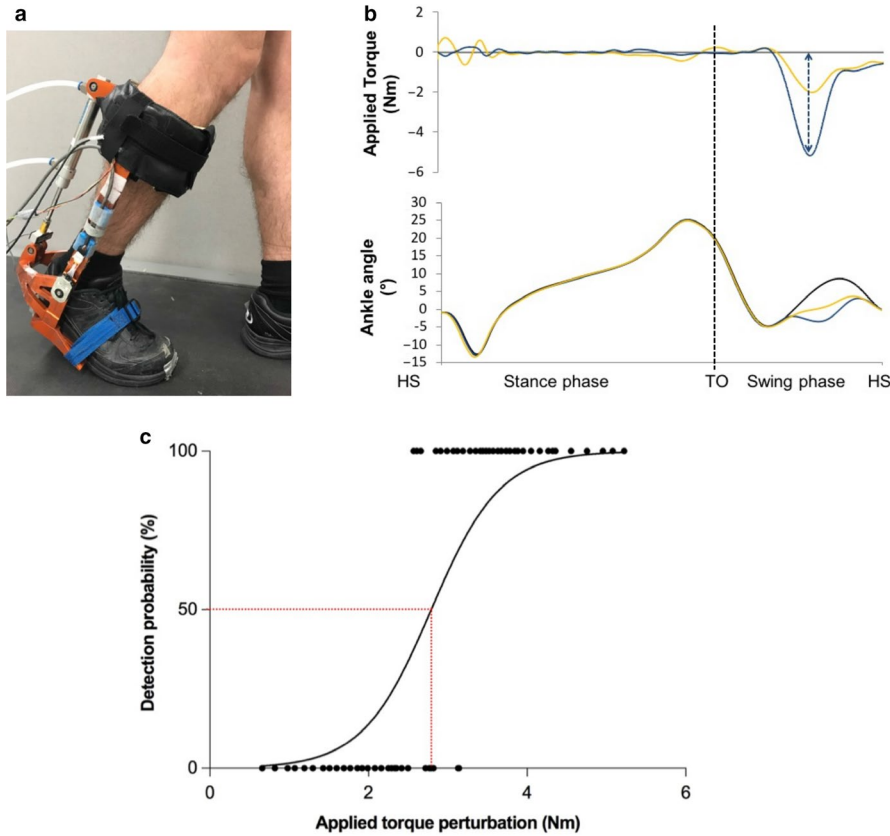 a
b
2
0
−2
−4
−6
Applied Torque
(Nm)
30
25
20
15
10
5
0
−5
−10
−15
Ankle angle
(°)
HS Stance phase TO Swing phase HS
c
100
50
0
Detection probability (%)
0 2 4 6
Applied torque perturbation (Nm)